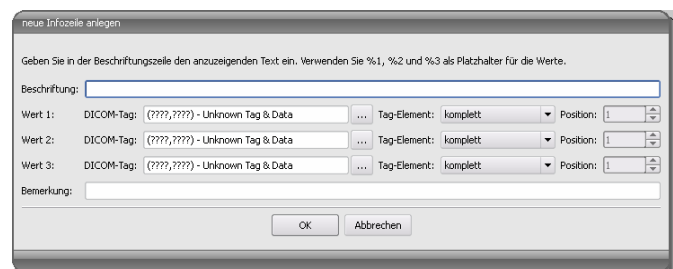 neue Infozeile anlegen
Geben Sie in der Beschriftungszeile den anzuzeigenden Text ein. Verwenden Sie %1, %2 und %3 als Platzhalter für die Werte.
Beschriftung:
Wert 1: DICOM-Tag: (????,????) - Unknown Tag & Data ... Tag-Element: komplett Position: 1
Wert 2: DICOM-Tag: (????,????) - Unknown Tag & Data ... Tag-Element: komplett Position: 1
Wert 3: DICOM-Tag: (????,????) - Unknown Tag & Data ... Tag-Element: komplett Position: 1
Bemerkung:
OK Abbrechen